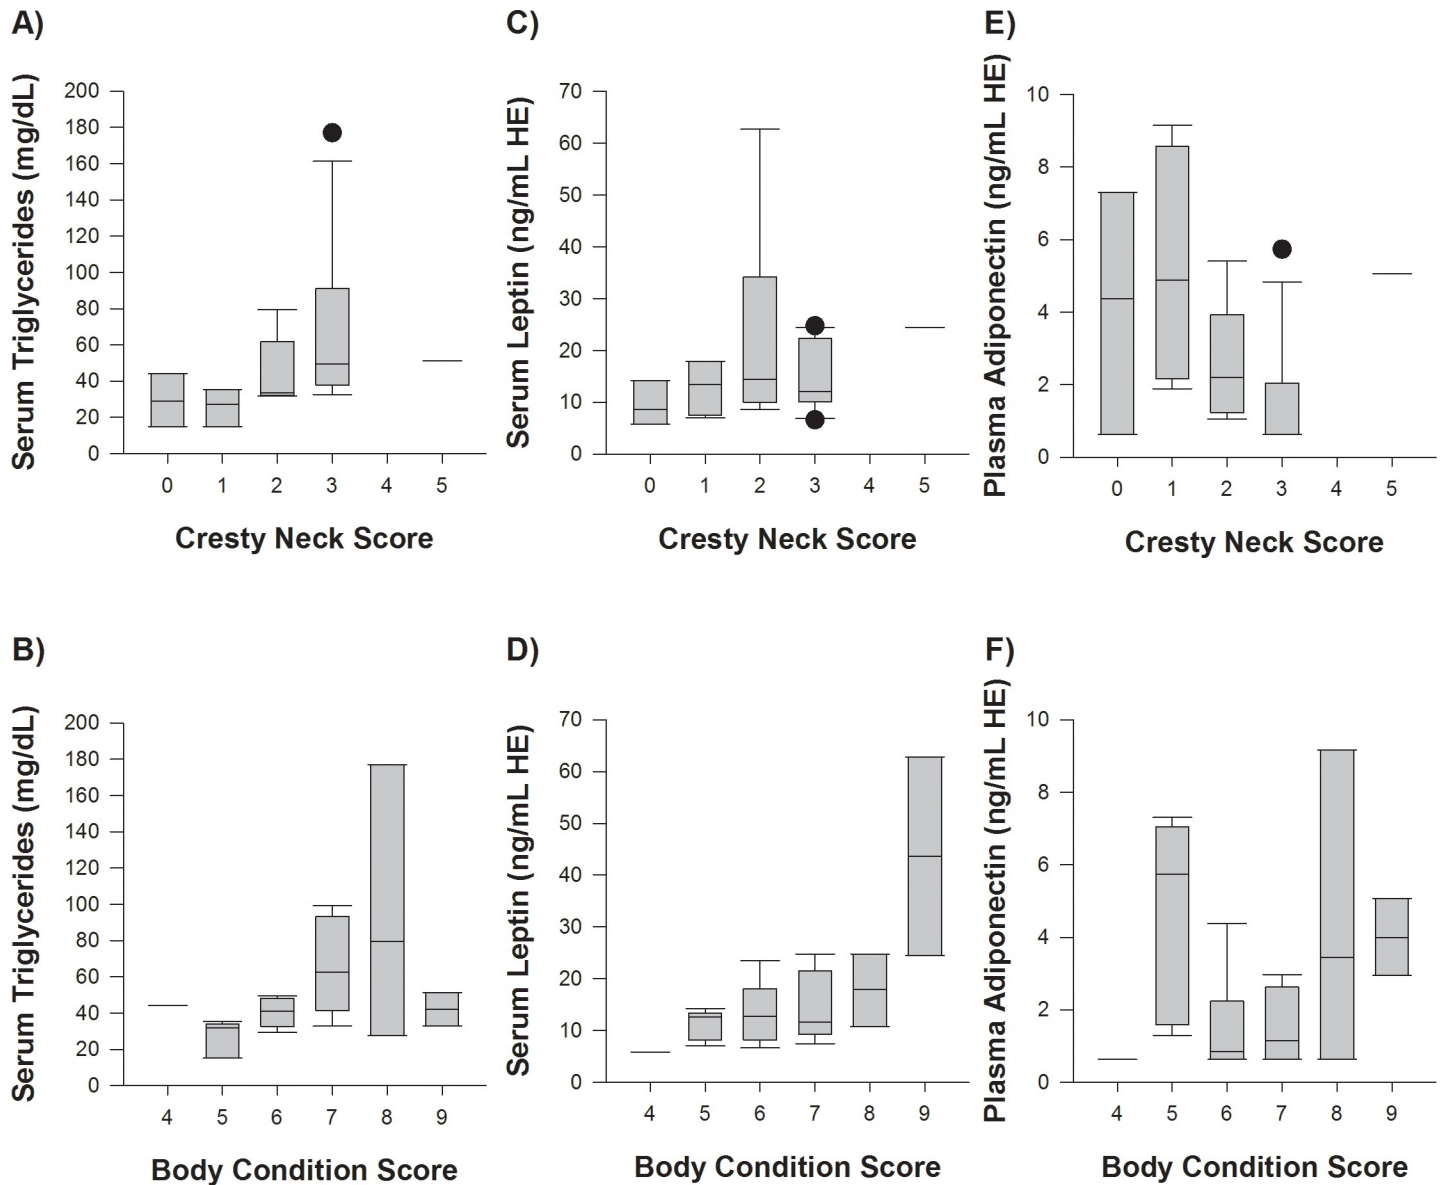 A)
Serum Triglycerides (mg/dL)
200
180
160
140
120
100
80
60
40
20
0
0 1 2 3 4 5
Cresty Neck Score
C)
Serum Leptin (ng/mL HE)
70
60
50
40
30
20
10
0
0 1 2 3 4 5
Cresty Neck Score
E)
Plasma Adiponectin (ng/mL HE)
10
8
6
4
2
0
0 1 2 3 4 5
Cresty Neck Score
B)
Serum Triglycerides (mg/dL)
200
180
160
140
120
100
80
60
40
20
0
4 5 6 7 8 9
Body Condition Score
D)
Serum Leptin (ng/mL HE)
70
60
50
40
30
20
10
0
4 5 6 7 8 9
Body Condition Score
F)
Plasma Adiponectin (ng/mL HE)
10
8
6
4
2
0
4 5 6 7 8 9
Body Condition Score